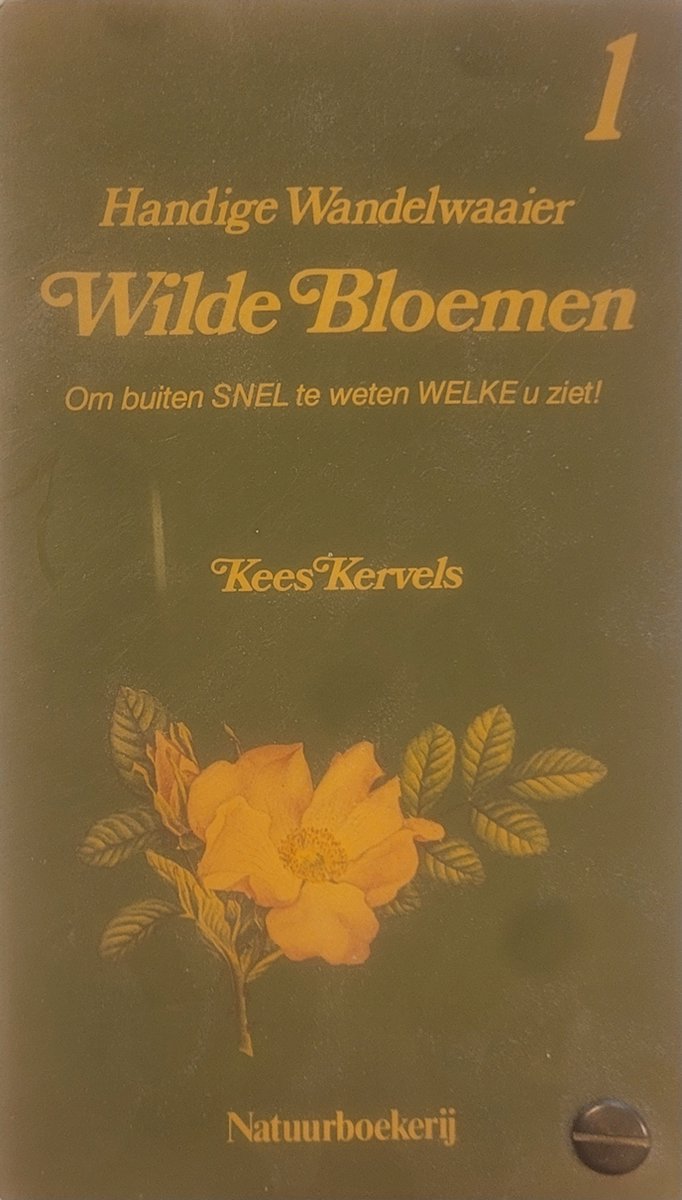 1
Handige Wandelwaaier
Wilde Bloemen
Om buiten SNEL te weten WELKE u ziet!
Kees Kervels
Natuurboekerij